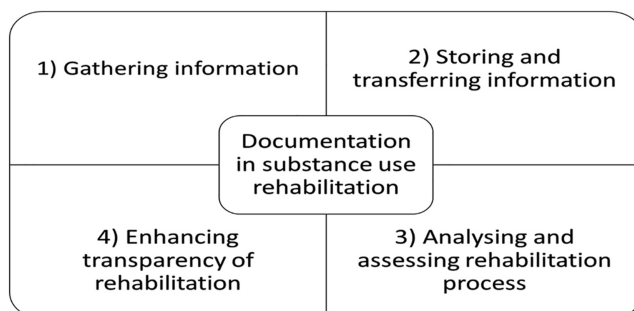 1) Gathering information
2) Storing and
transferring information
Documentation
in substance use
rehabilitation
4) Enhancing
transparency of
rehabilitation
3) Analysing and
assessing rehabilitation
process